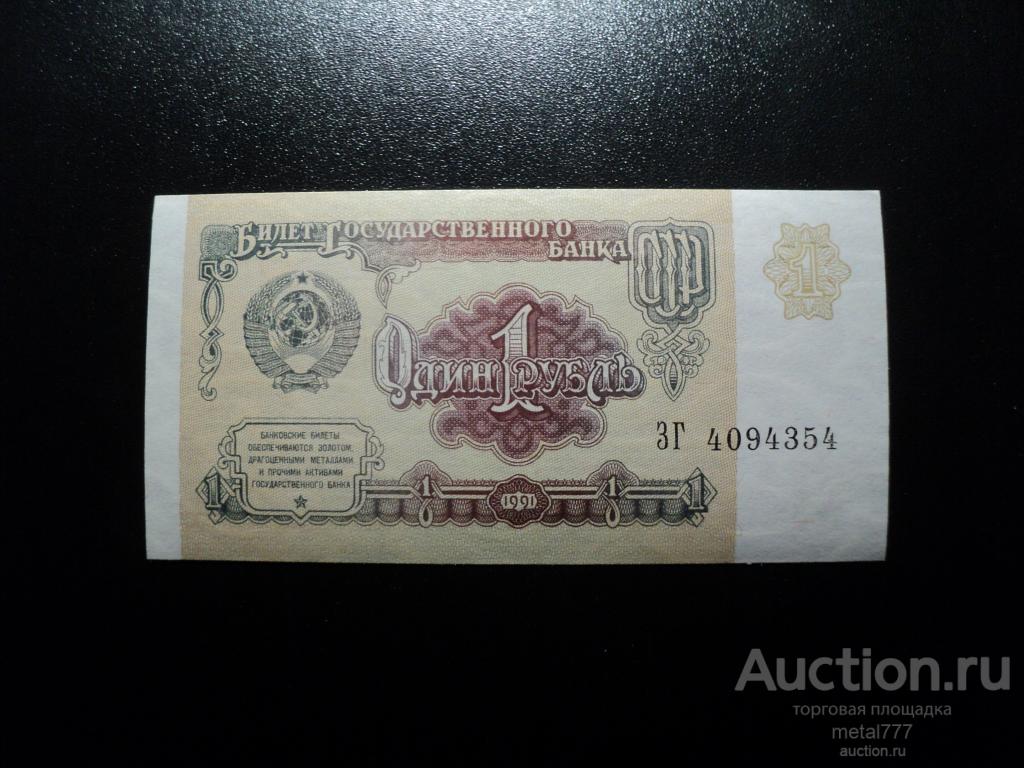 Билет Государственного
Банка
1
Один 1 рубль
ЗГ 4094354
БАНКОВСКИЕ БИЛЕТЫ
ОБЕСПЕЧИВАЮТСЯ ЗОЛОТОМ,
ДРАГОЦЕННЫМИ МЕТАЛЛАМИ
И ПРОЧИМИ АКТИВАМИ
ГОСУДАРСТВЕННОГО БАНКА
1 1 1991 1 1
Auction.ru
торговая площадка
metal777
auction.ru